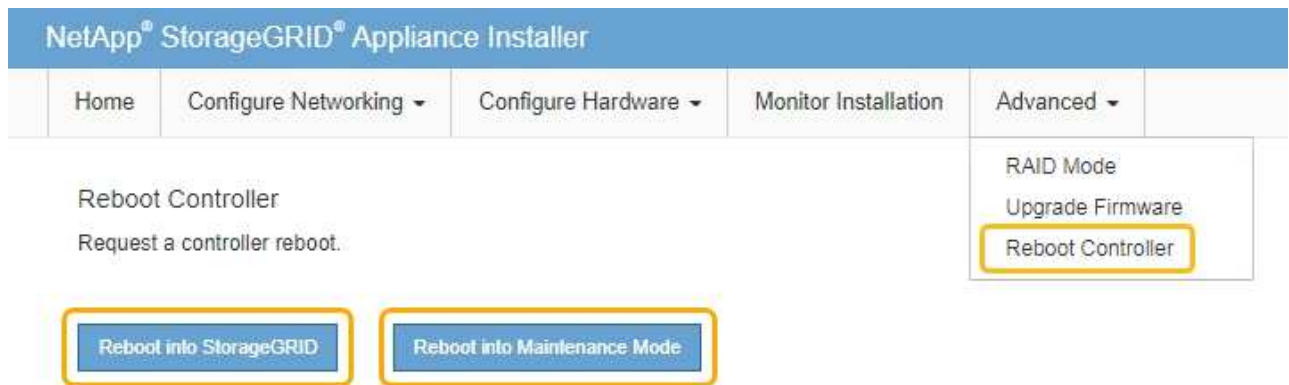 NetApp® StorageGRID® Appliance Installer
Home Configure Networking Configure Hardware Monitor Installation Advanced
RAID Mode
Upgrade Firmware
Reboot Controller
Reboot Controller
Request a controller reboot.
Reboot into StorageGRID Reboot into Maintenance Mode